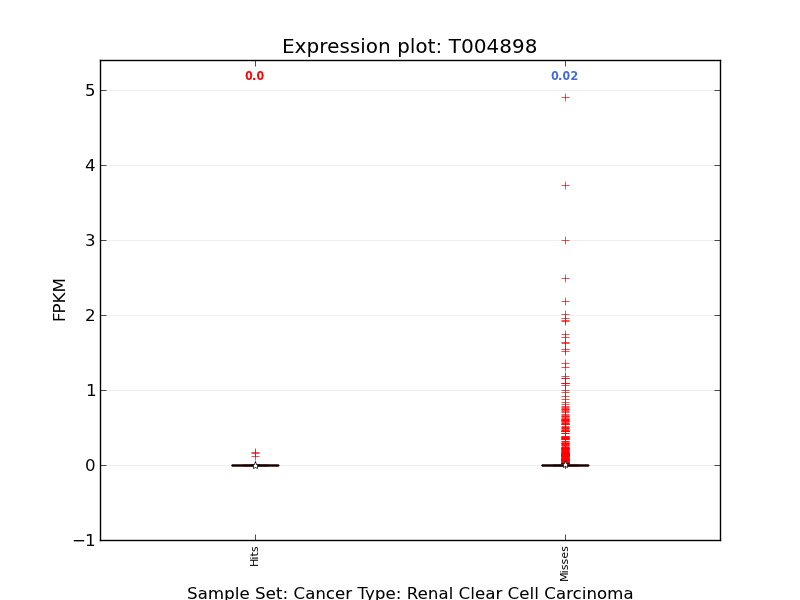 Expression plot: T004898
0.0 0.02
5
4
3
2
1
0
−1
FPKM
Hits Misses
Sample Set: Cancer Type: Renal Clear Cell Carcinoma